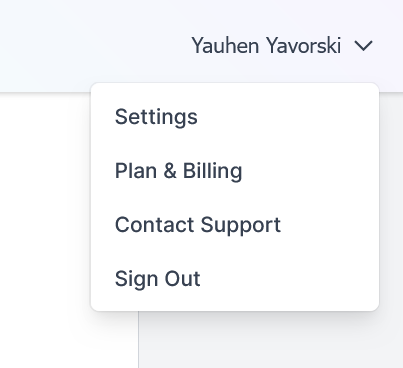 Yauhen Yavorski
Settings
Plan & Billing
Contact Support
Sign Out